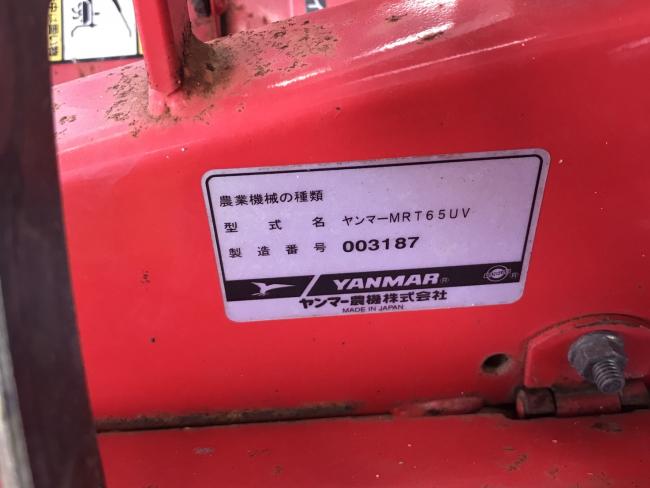 農業機械の種類
型式名 ヤンマーMRT65UV
製造番号 003187
YANMAR®
ヤンマー農機株式会社
MADE IN JAPAN